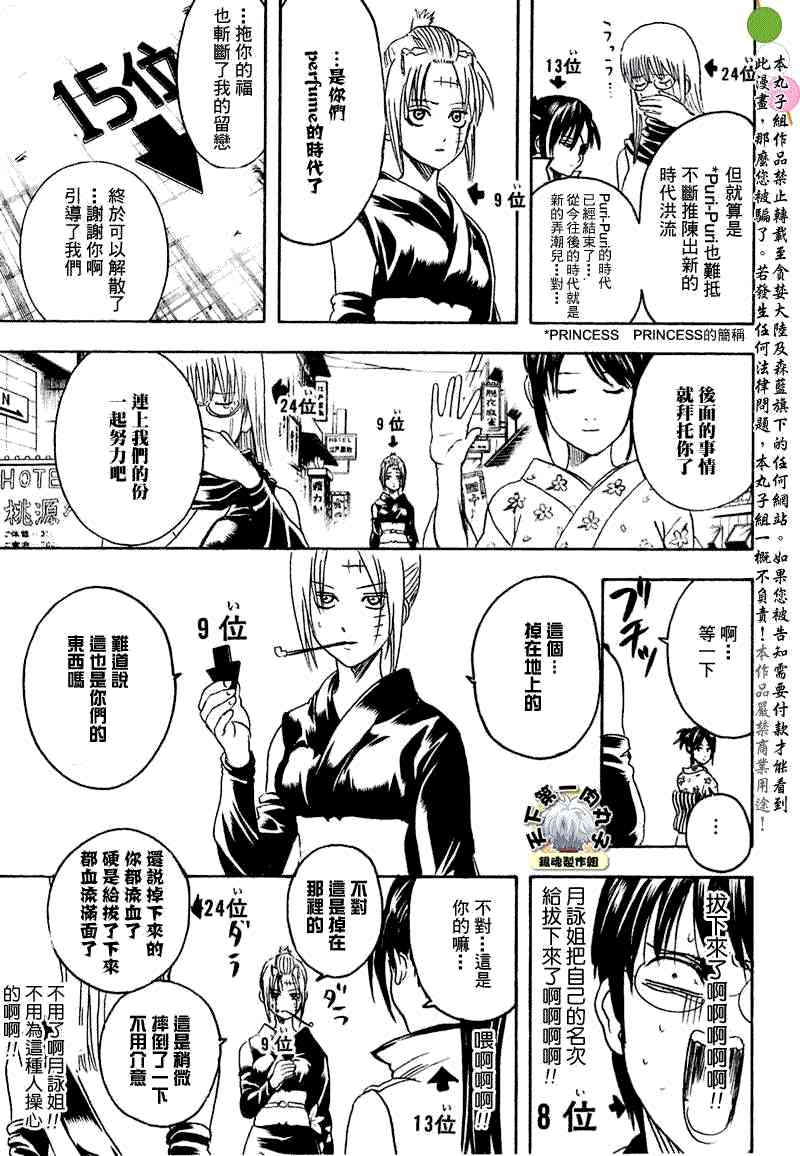 24位
い
13位
い
但就是
*Puri-Puri也難抵
不斷推陳出新的
時代洪流
Puri-Puri的時代
已經結束了…
從今往後的時代就是
新的弄潮兒…對…
*PRINCESS PRINCESS的簡稱
9位
い
…是你們
perfume的時代了
…拖你的福
也斬斷了我的留戀
15位
終於可以解散了
…謝謝你啊
引導了我們
後面的事情
就拜托你了
9位
い
24位
い
HOTEL
連上我們的份
一起努力吧
HOTE
桃源
啊…
等一下
ブチッ
…
這個…
掉在地上的
9位
い
難道說
這也是你們的
東西嗎
天下第一肉丸子
銀魂製作組
拔下來了啊啊啊啊啊!!
月詠姐把自己的名次
給拔下來了啊啊啊啊!!
8位
い
不對…這是
你的嘛…
喂啊啊啊!!
13位
い
不對
這是掉在
那裡的
ダラ
9位
い
24位
い
這是稍微
摔倒了一下
不用介意
還說掉下來的
你都流血了
硬是給拔了下來
都血流滿面了
不用了啊月詠姐!!
不用為這種人操心
的啊啊!!
本丸子組作品禁止轉載至貪婪大陸及森藍旗下的任何網站。如果您被告知需要付款才能看到
此漫畫，那麼您被騙了。若發生任何法律問題，本丸子組一概不負責！本作品嚴禁商業用途！